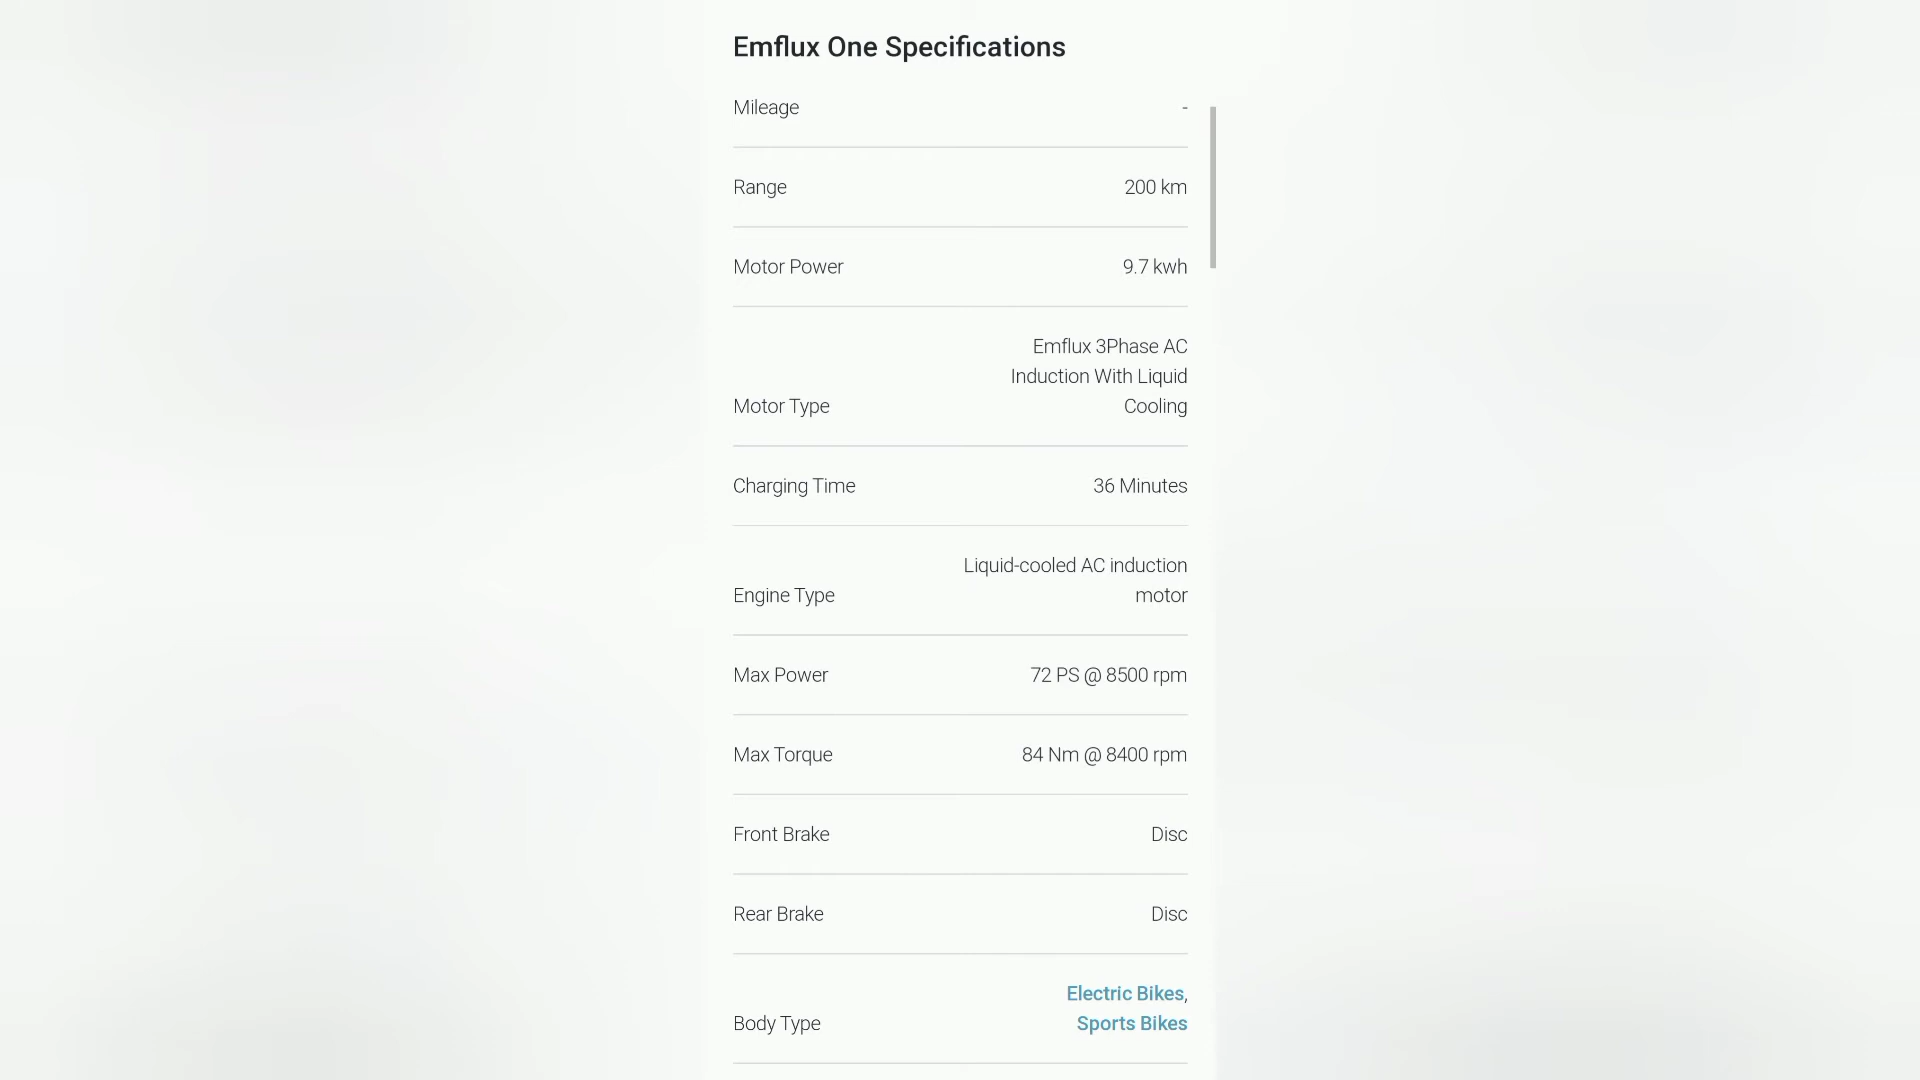 Emflux One Specifications
Mileage -
Range 200 km
Motor Power 9.7 kwh
Emflux 3Phase AC
Induction With Liquid
Motor Type Cooling
Charging Time 36 Minutes
Liquid-cooled AC induction
Engine Type motor
Max Power 72 PS @ 8500 rpm
Max Torque 84 Nm @ 8400 rpm
Front Brake Disc
Rear Brake Disc
Electric Bikes,
Body Type Sports Bikes